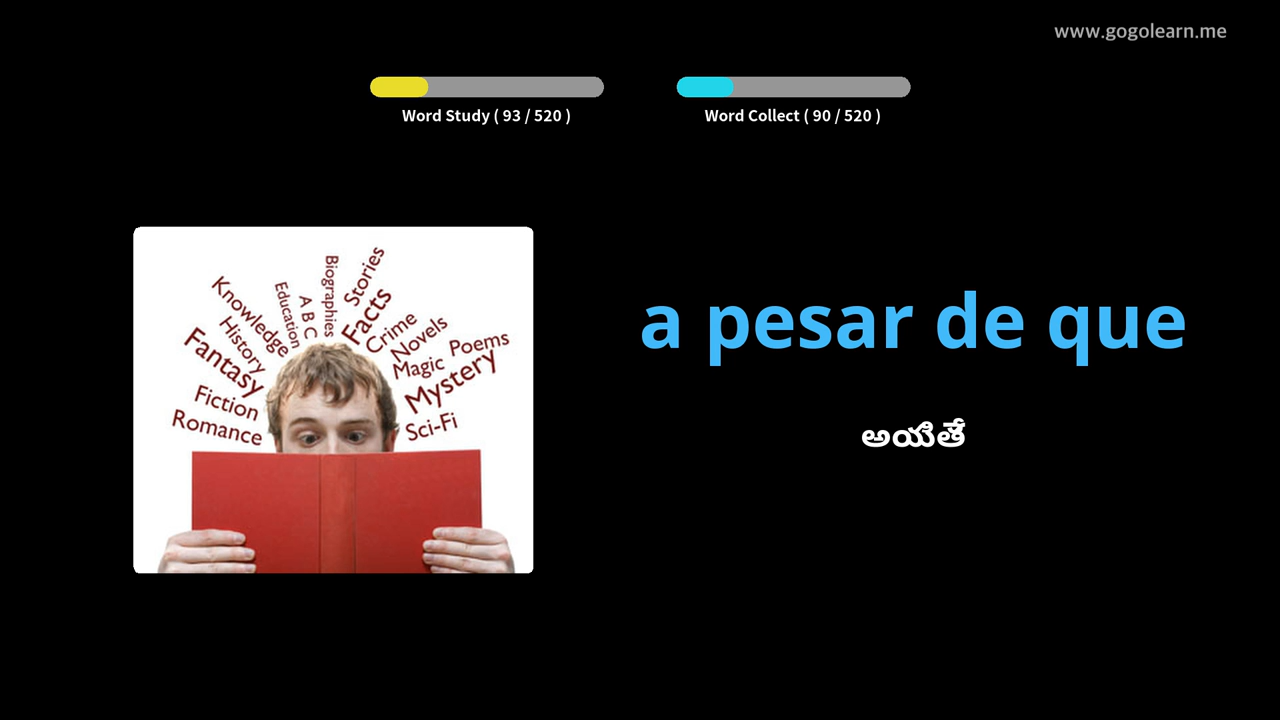 www.gogolearn.me
Word Study ( 93 / 520 )
Word Collect ( 90 / 520 )
Biographies
Stories
Knowledge
Education
A B C
Facts
Crime
History
Novels
Poems
Fantasy
Magic
Mystery
Fiction
Romance
Sci-Fi
a pesar de que
అయితే